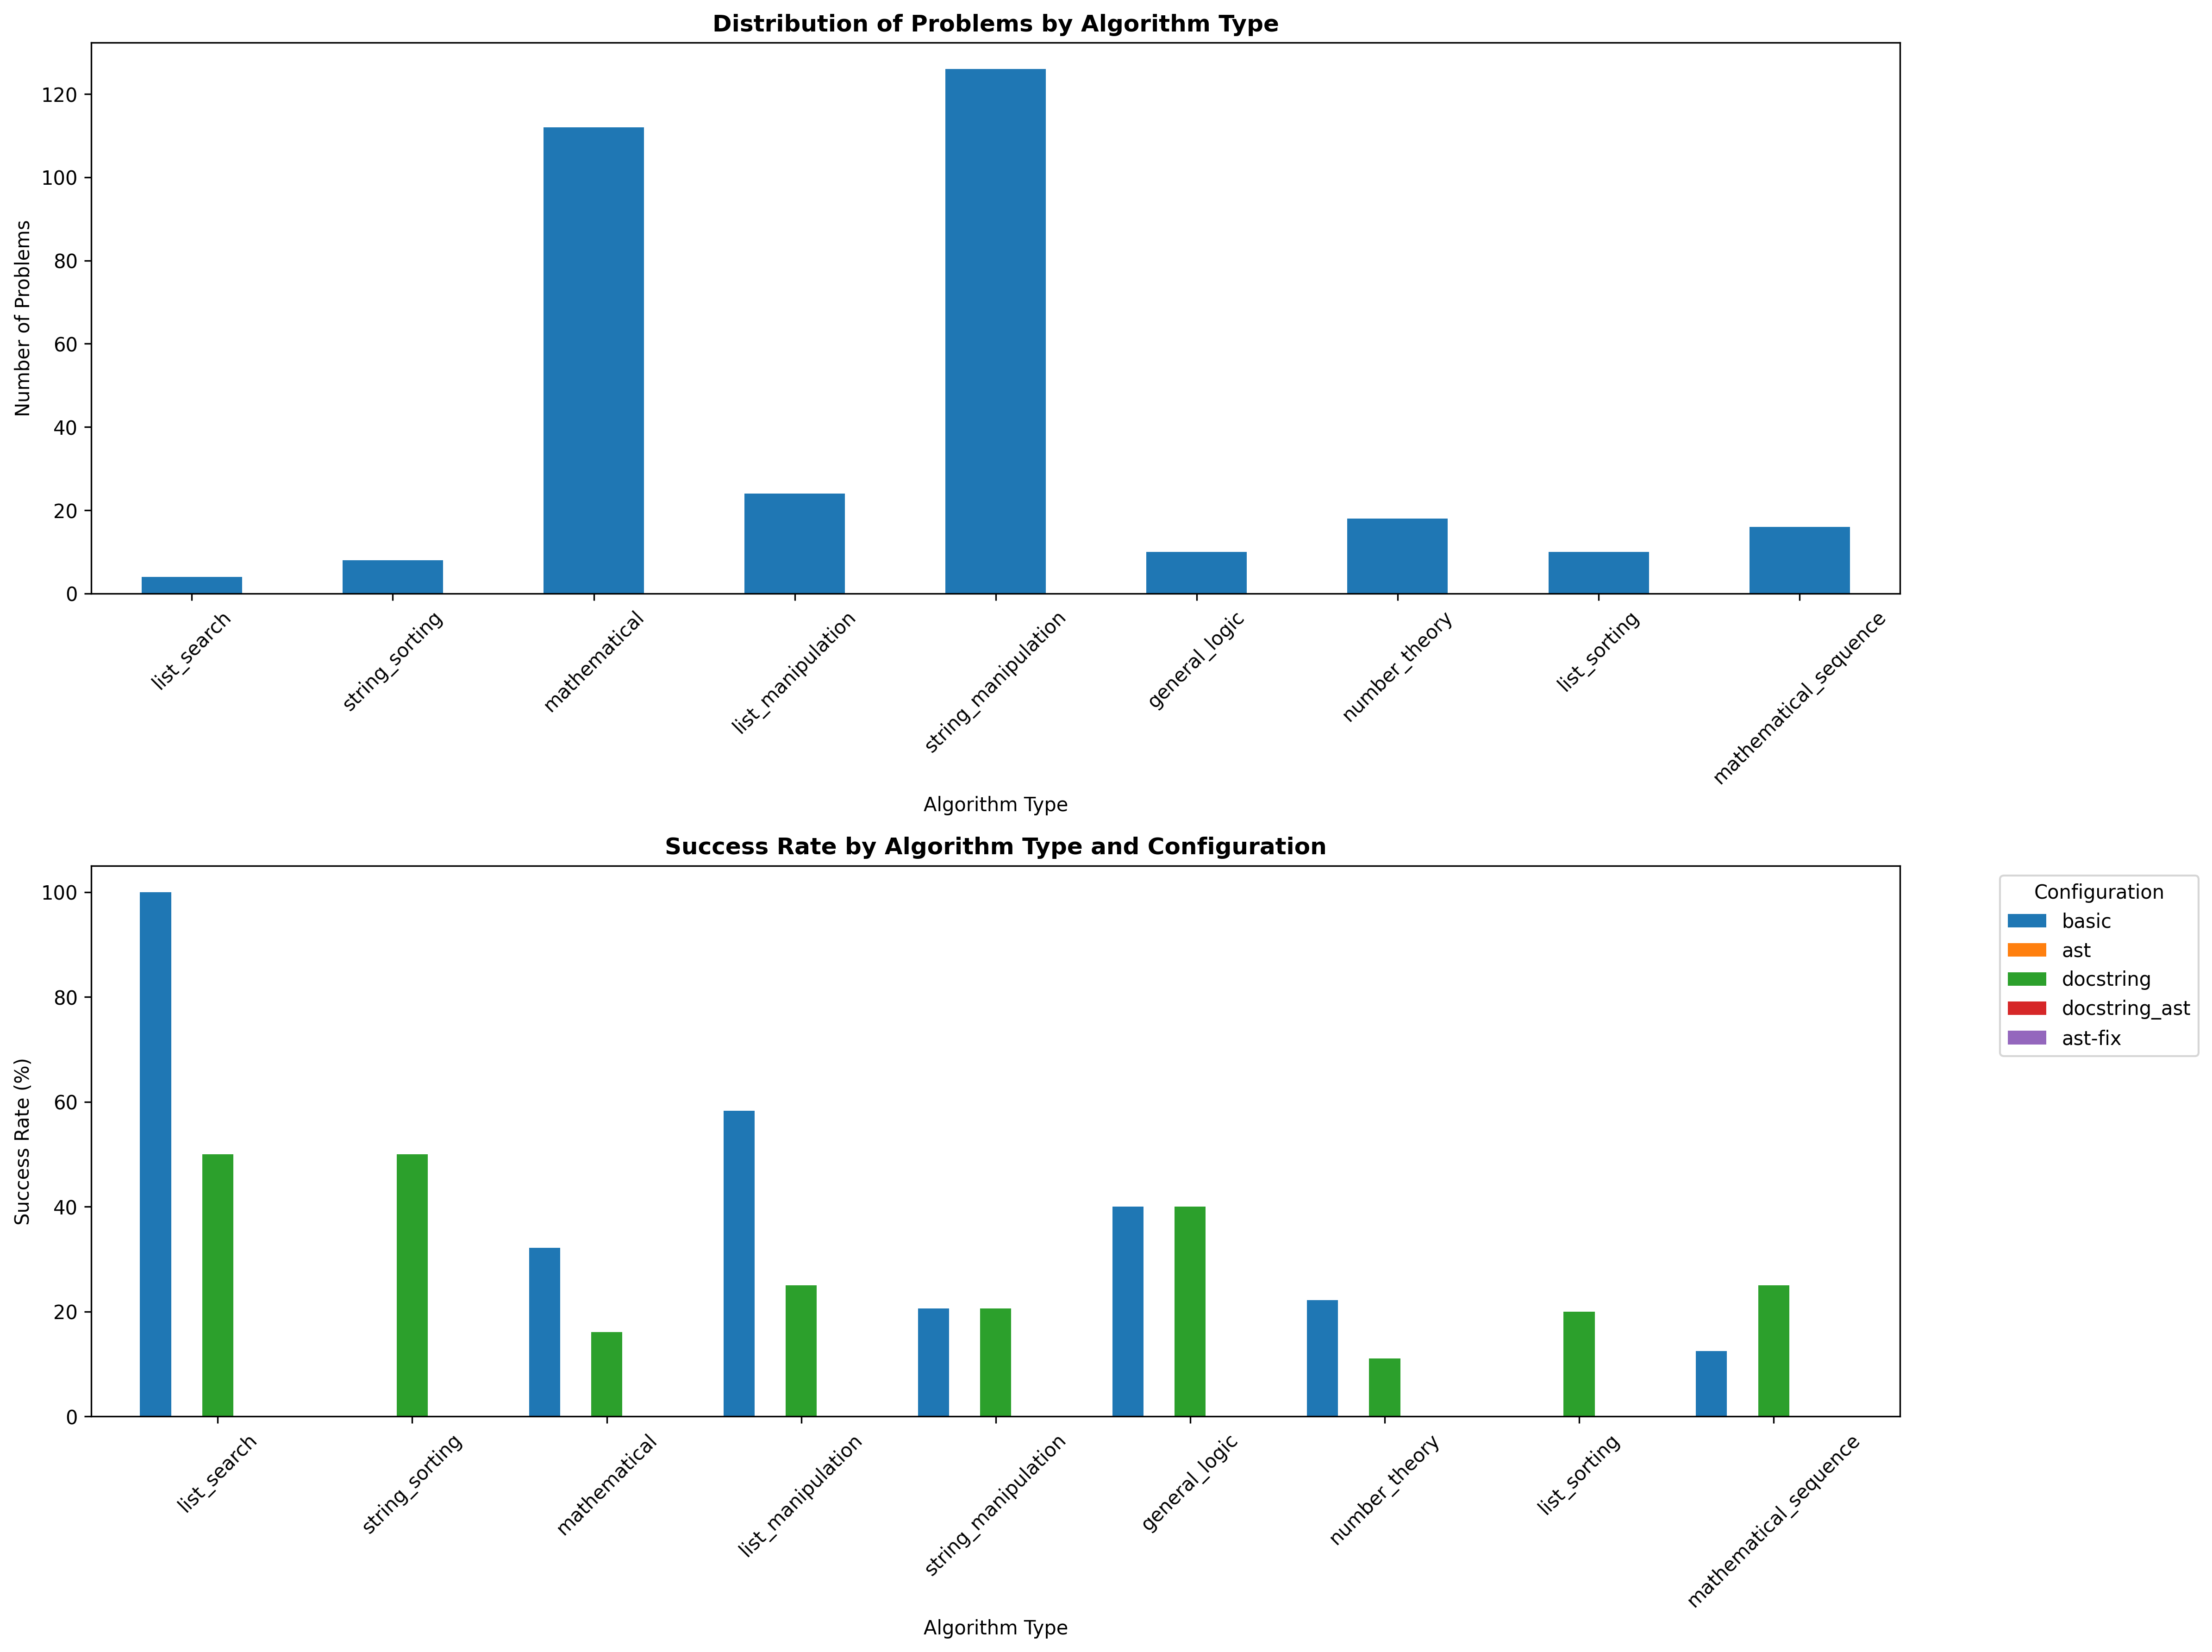 Distribution of Problems by Algorithm Type
Number of Problems
120
100
80
60
40
20
0
list_search
string_sorting
mathematical
list_manipulation
string_manipulation
general_logic
number_theory
list_sorting
mathematical_sequence
Algorithm Type
Success Rate by Algorithm Type and Configuration
Success Rate (%)
100
80
60
40
20
0
list_search
string_sorting
mathematical
list_manipulation
string_manipulation
general_logic
number_theory
list_sorting
mathematical_sequence
Algorithm Type
Configuration
basic
ast
docstring
docstring_ast
ast-fix